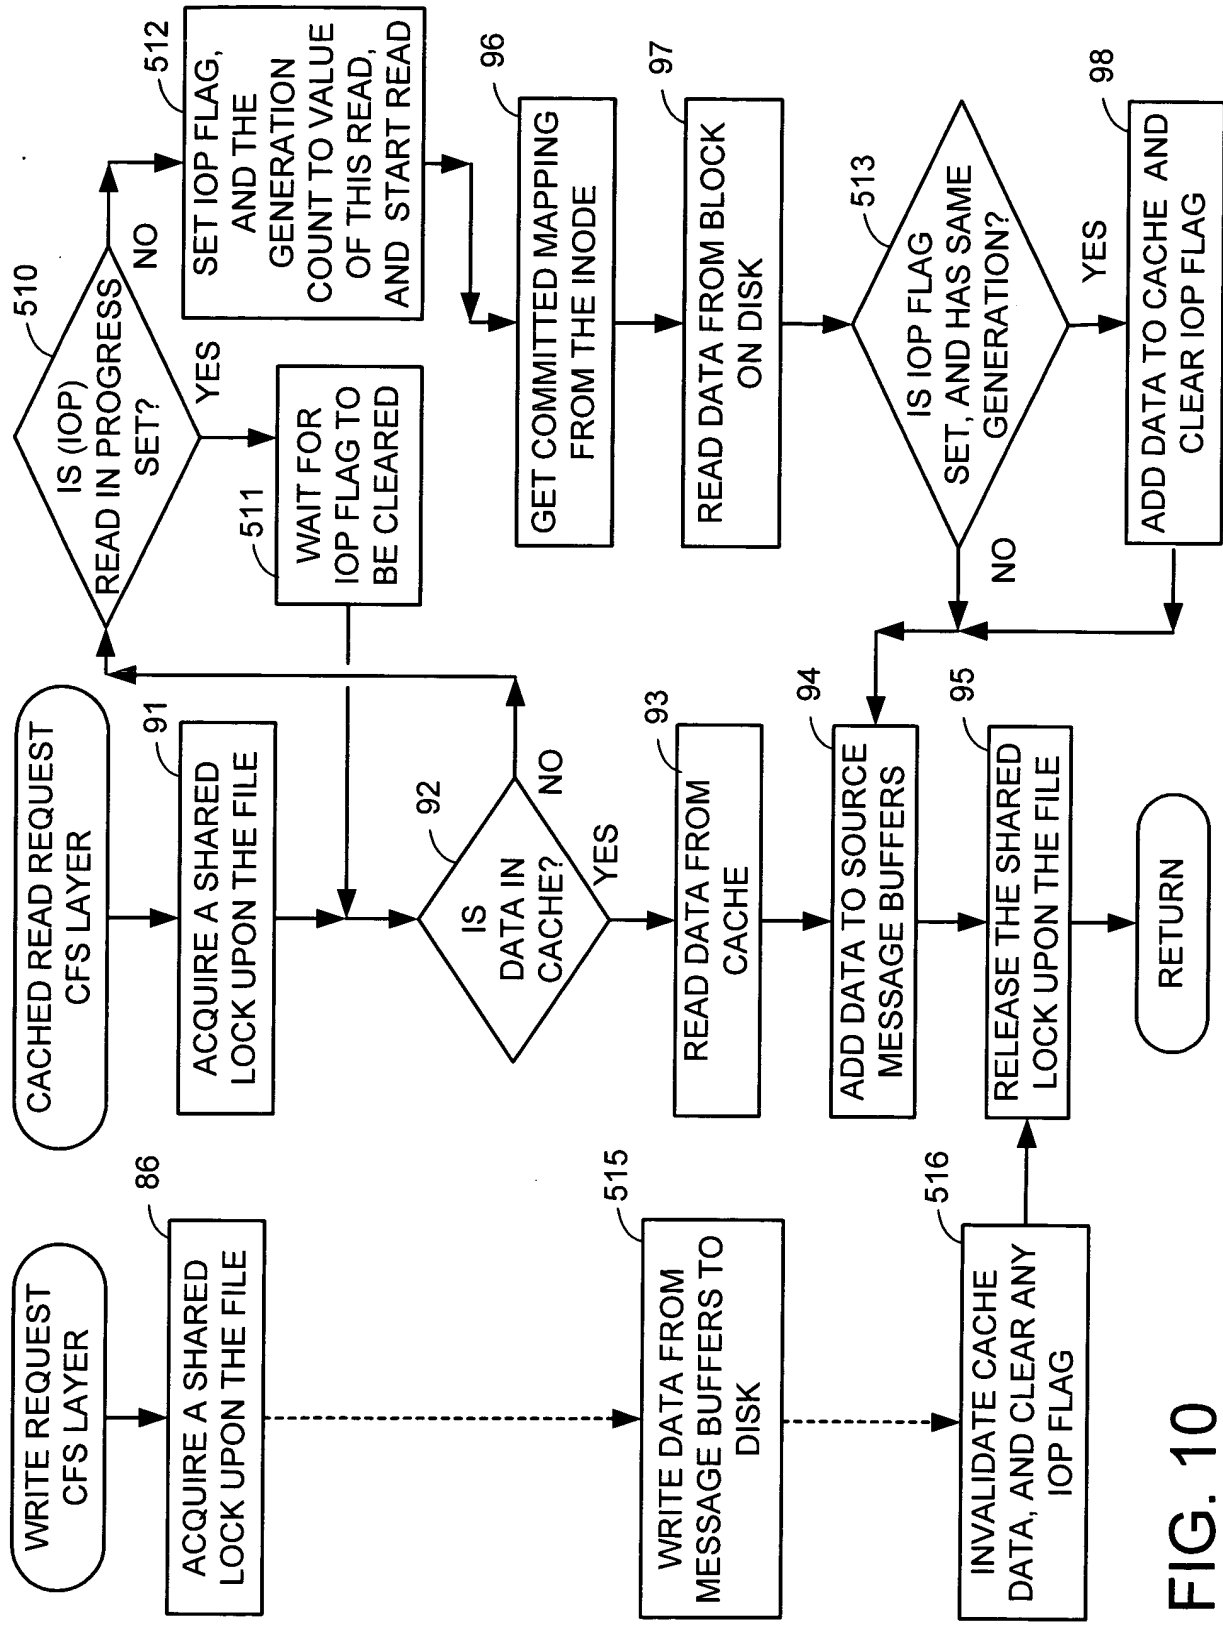 WRITE REQUEST
CFS LAYER
86
ACQUIRE A SHARED
LOCK UPON THE FILE
515
WRITE DATA FROM
MESSAGE BUFFERS TO
DISK
516
INVALIDATE CACHE
DATA, AND CLEAR ANY
IOP FLAG
CACHED READ REQUEST
CFS LAYER
91
ACQUIRE A SHARED
LOCK UPON THE FILE
92
IS
DATA IN
CACHE?
NO
YES
93
READ DATA FROM
CACHE
94
ADD DATA TO SOURCE
MESSAGE BUFFERS
95
RELEASE THE SHARED
LOCK UPON THE FILE
RETURN
510
IS (IOP)
READ IN PROGRESS
SET?
NO
YES
511
WAIT FOR
IOP FLAG TO
BE CLEARED
512
SET IOP FLAG,
AND THE
GENERATION
COUNT TO VALUE
OF THIS READ,
AND START READ
96
GET COMMITTED MAPPING
FROM THE INODE
97
READ DATA FROM BLOCK
ON DISK
513
IS IOP FLAG
SET, AND HAS SAME
GENERATION?
NO
YES
98
ADD DATA TO CACHE AND
CLEAR IOP FLAG
FIG. 10